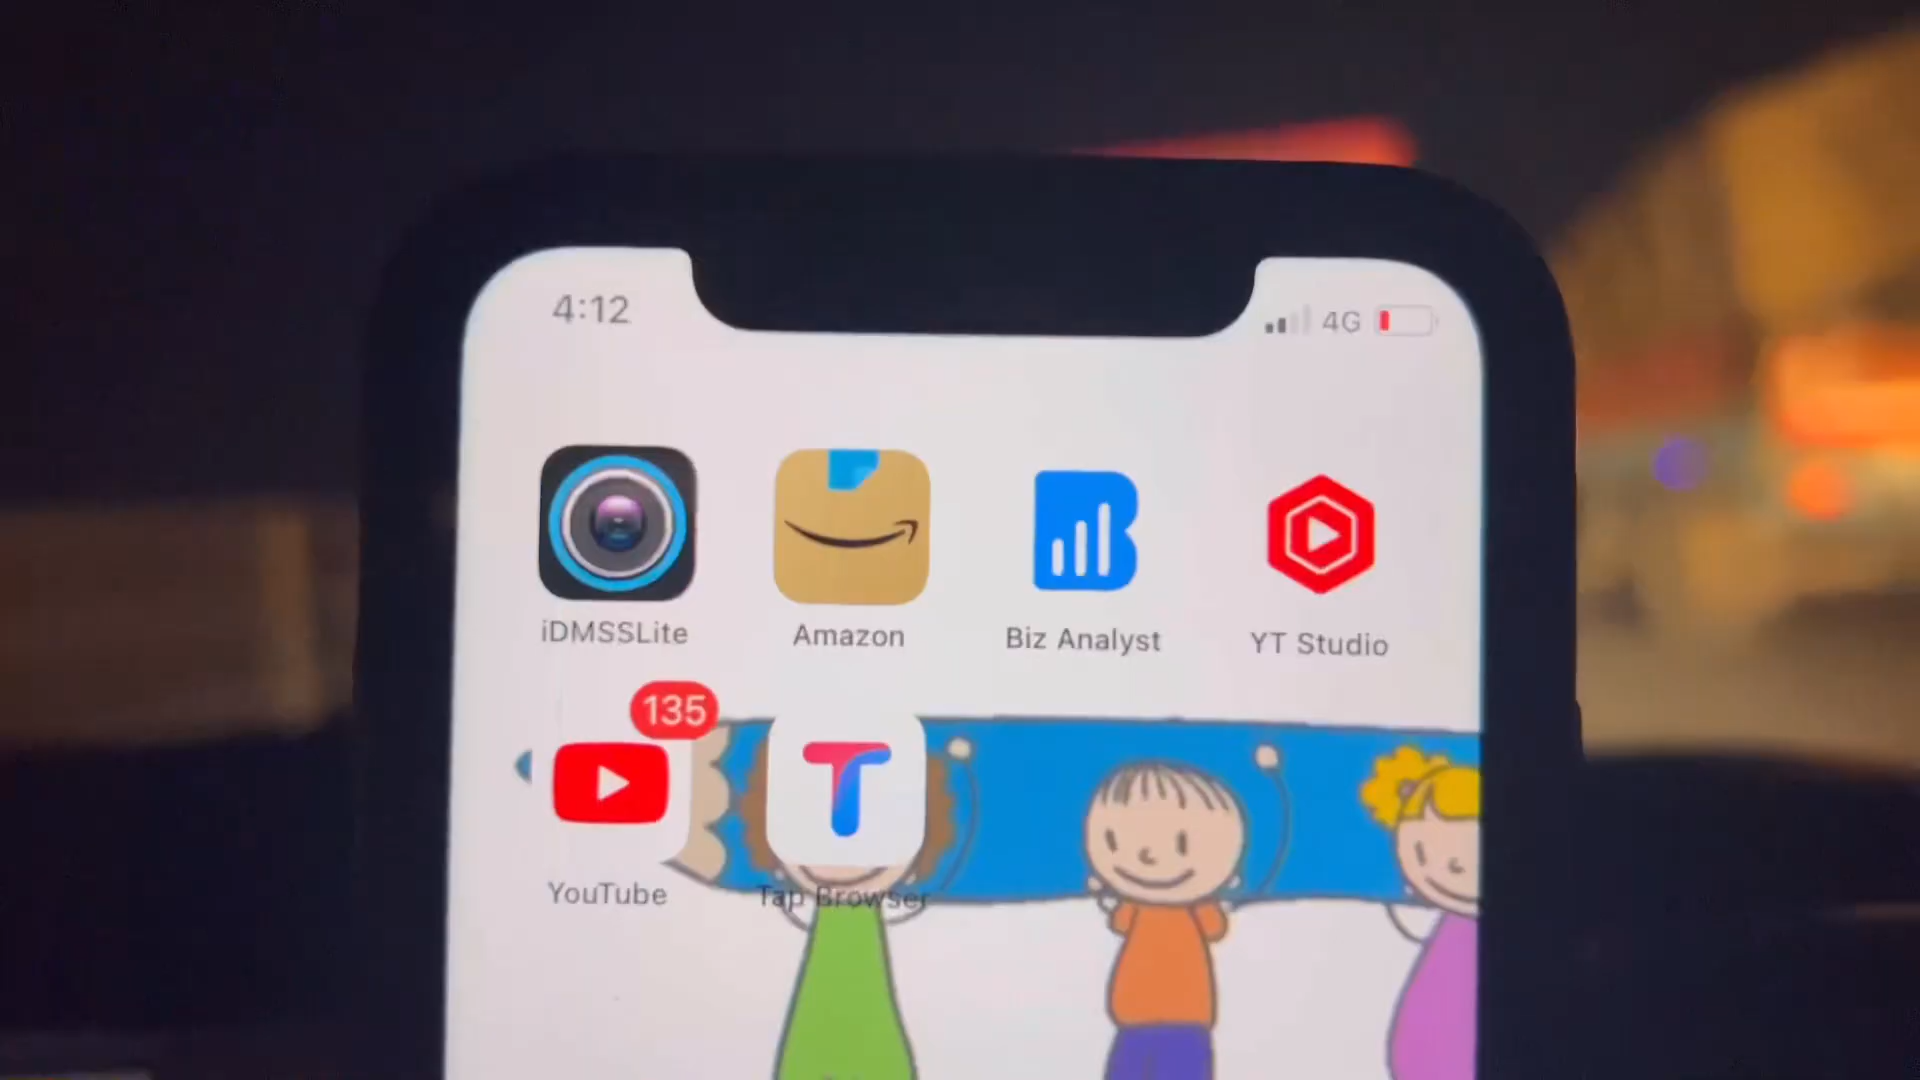 4:12
4G
iDMSSLite
Amazon
Biz Analyst
YT Studio
135
YouTube
Tap Browser